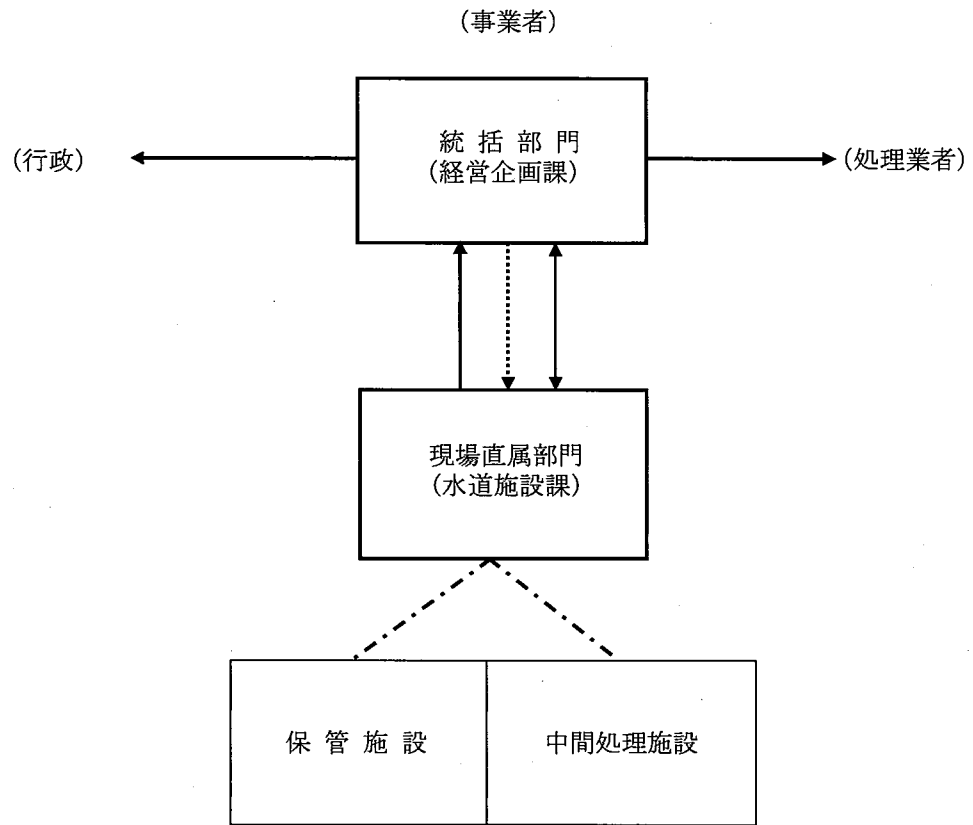 (事業者)
統 括 部 門
(経営企画課)
(行政)
(処理業者)
現場直属部門
(水道施設課)
保 管 施 設
中間処理施設